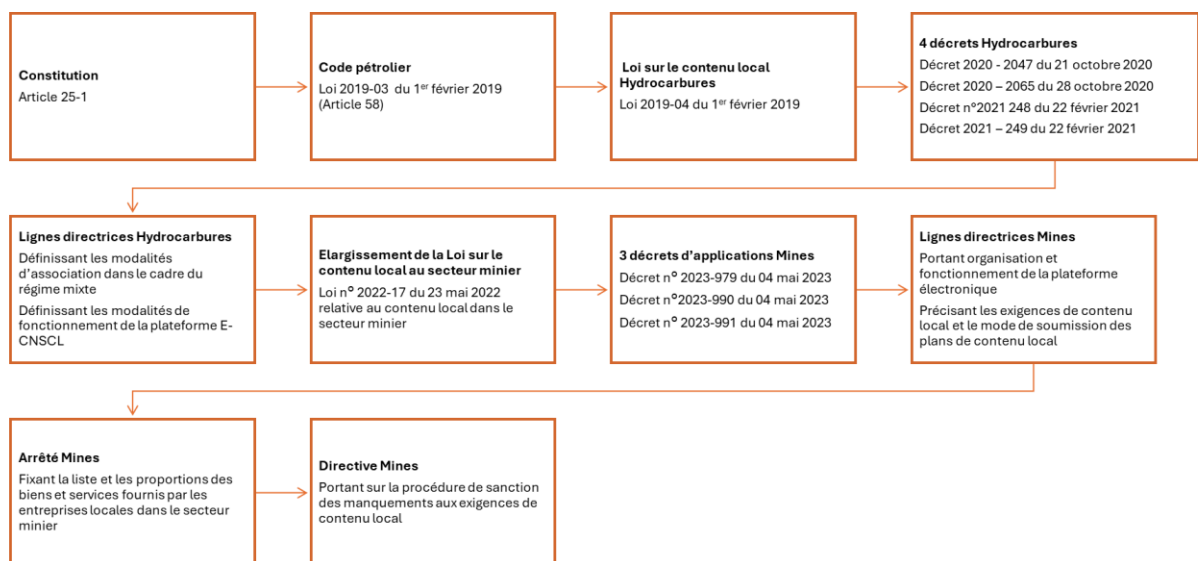 Constitution
Article 25-1
Code pétrolier
Loi 2019-03 du 1er février 2019
(Article 58)
Loi sur le contenu local
Hydrocarbures
Loi 2019-04 du 1er février 2019
4 décrets Hydrocarbures
Décret 2020 - 2047 du 21 octobre 2020
Décret 2020 – 2065 du 28 octobre 2020
Décret n°2021 248 du 22 février 2021
Décret 2021 – 249 du 22 février 2021
Lignes directrices Hydrocarbures
Définissant les modalités
d’association dans le cadre du
régime mixte
Définissant les modalités de
fonctionnement de la plateforme E-
CNSCL
Elargissement de la Loi sur le
contenu local au secteur minier
Loi n° 2022-17 du 23 mai 2022
relative au contenu local dans le
secteur minier
3 décrets d’applications Mines
Décret n° 2023-979 du 04 mai 2023
Décret n°2023-990 du 04 mai 2023
Décret n° 2023-991 du 04 mai 2023
Lignes directrices Mines
Portant organisation et
fonctionnement de la plateforme
électronique
Précisant les exigences de contenu
local et le mode de soumission des
plans de contenu local
Arrêté Mines
Fixant la liste et les proportions des
biens et services fournis par les
entreprises locales dans le secteur
minier
Directive Mines
Portant sur la procédure de sanction
des manquements aux exigences de
contenu local